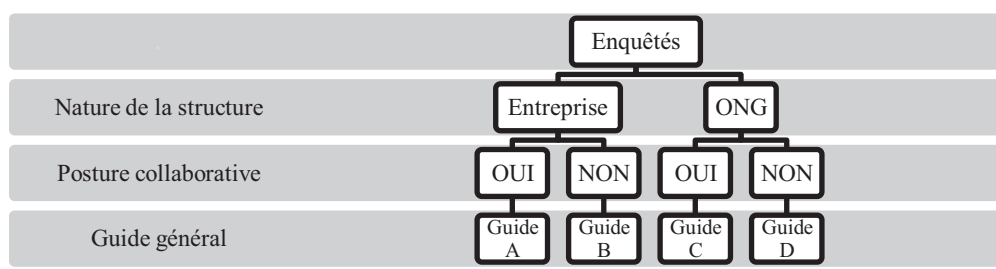 Enquêtés
Nature de la structure
Entreprise
ONG
Posture collaborative
OUI
NON
OUI
NON
Guide général
Guide
A
Guide
B
Guide
C
Guide
D